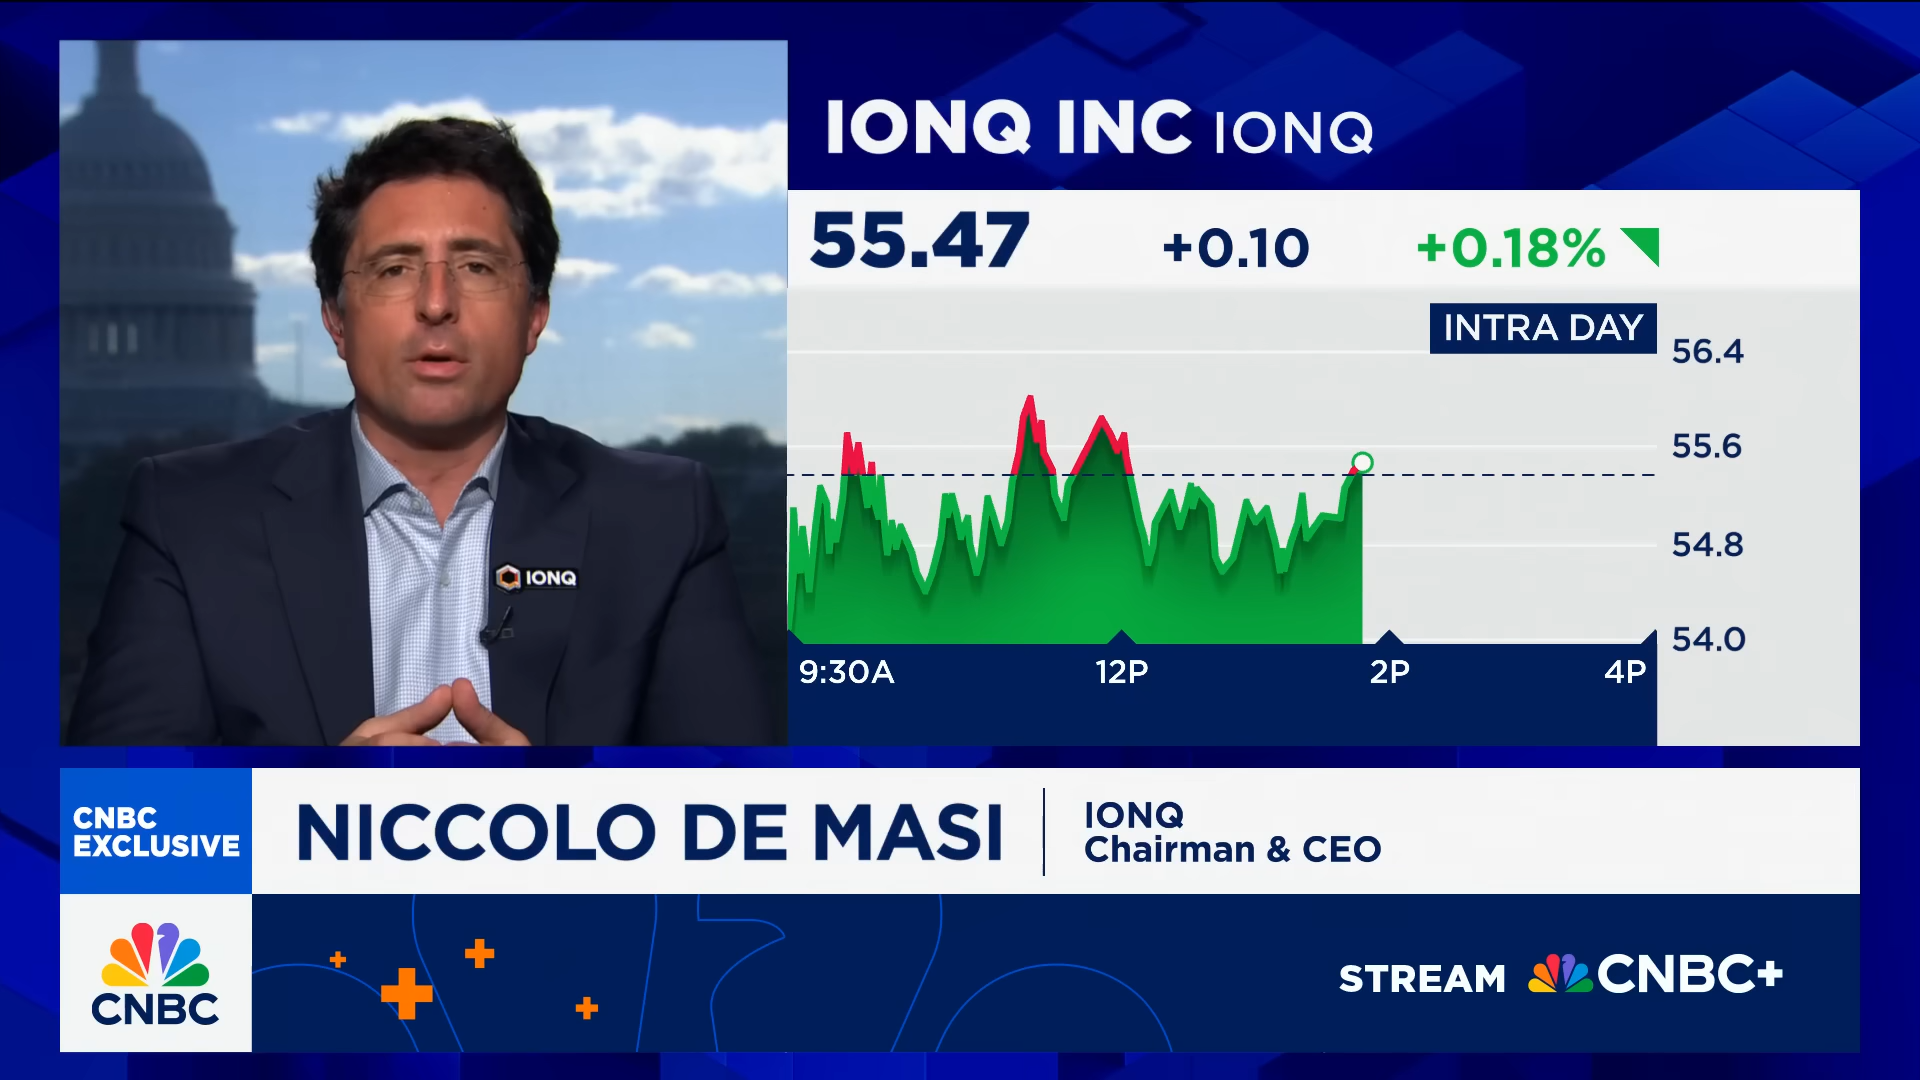 IONQ INC IONQ
55.47 +0.10 +0.18%
INTRA DAY
56.4
55.6
54.8
54.0
9:30A 12P 2P 4P
IONQ
CNBC
EXCLUSIVE
NICCOLO DE MASI
IONQ
Chairman & CEO
CNBC
STREAM CNBC+